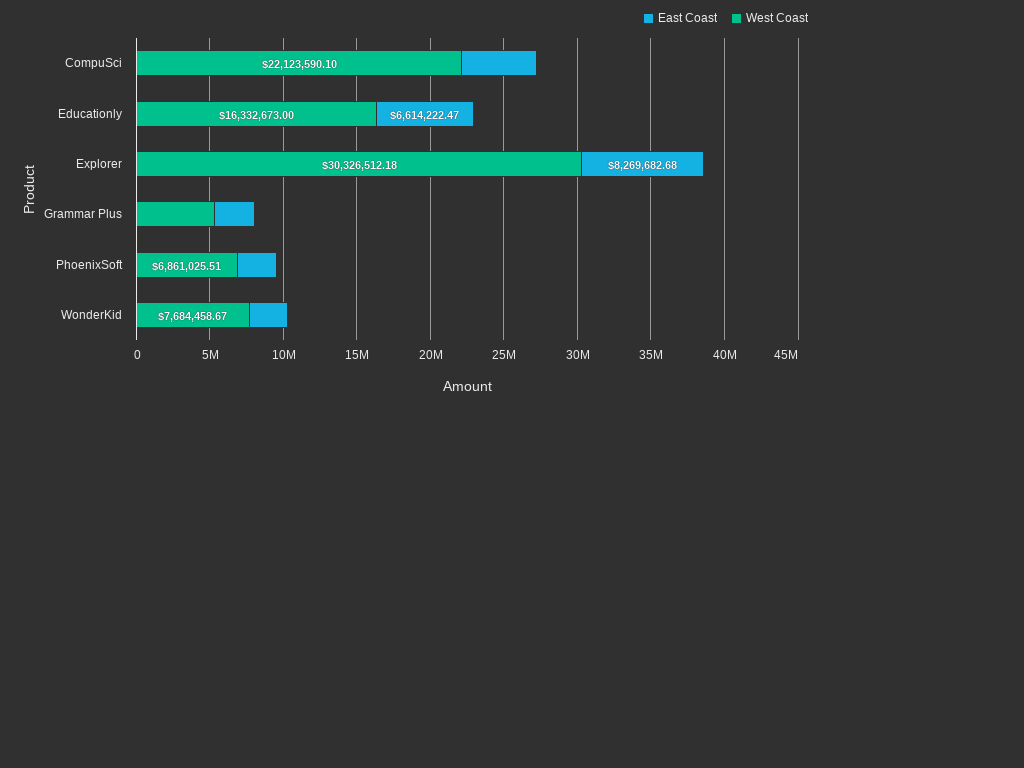 East Coast West Coast
CompuSci $22,123,590.10
Educationly $16,332,673.00 $6,614,222.47
Explorer $30,326,512.18 $8,269,682.68
Product
Grammar Plus
PhoenixSoft $6,861,025.51
WonderKid $7,684,458.67
0 5M 10M 15M 20M 25M 30M 35M 40M 45M
Amount